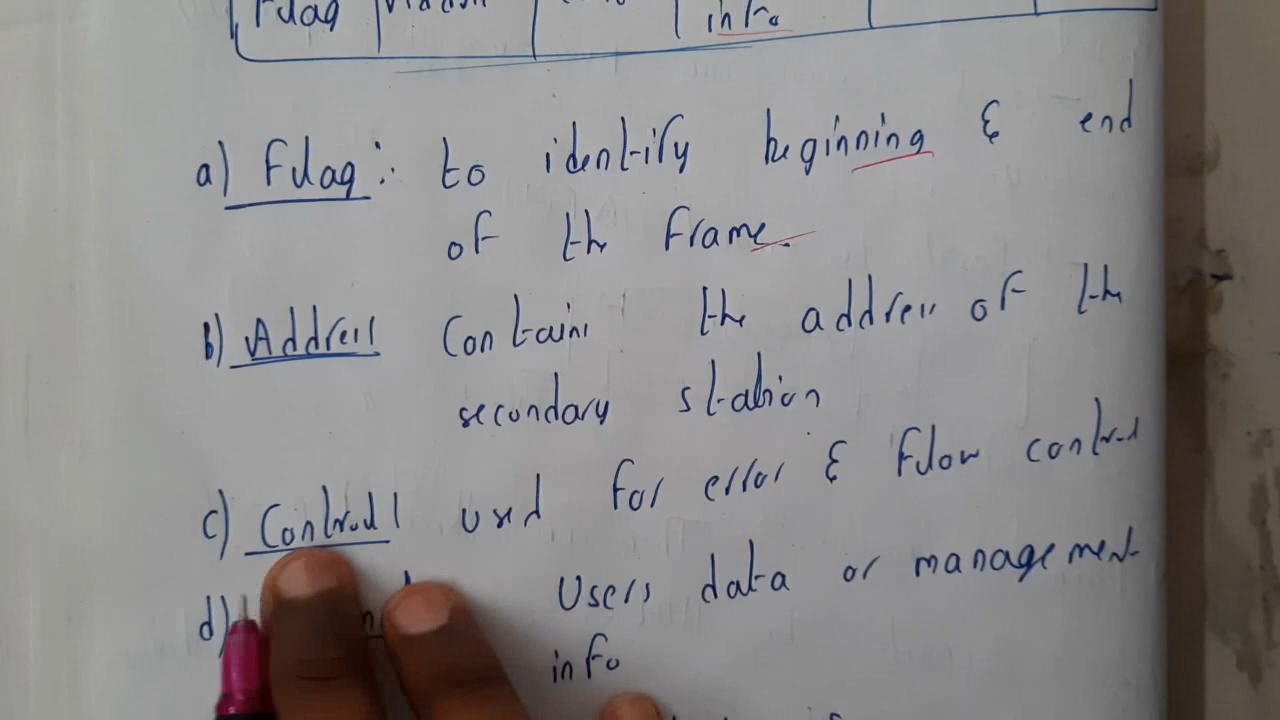 Flag info
a) Flag: to identify beginning & end
of the frame.
b) Address Contains the address of the
secondary station
c) Control used for error & flow control
d) Users data or management
info